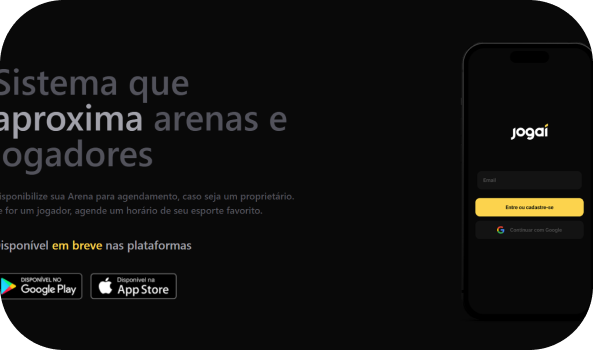 Sistema que
aproxima arenas e
jogadores
isponibilize sua Arena para agendamento, caso seja um proprietário.
e for um jogador, agende um horário de seu esporte favorito.
isponível em breve nas plataformas
DISPONÍVEL NO
Google Play
Disponível na
App Store
jogaí
Email
Entre ou cadastre-se
Continuar com Google